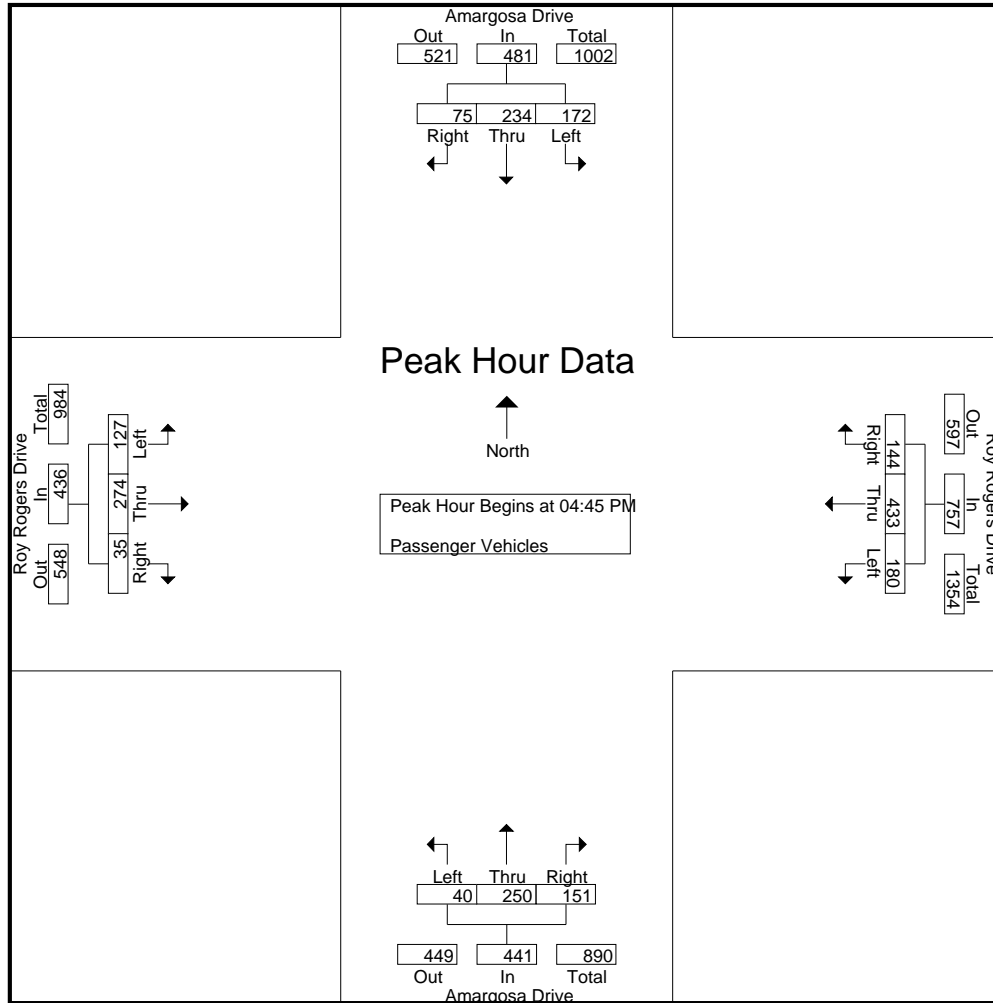 Amargosa Drive
Out In Total
521 481 1002
75 234 172
Right Thru Left
Peak Hour Data
North
Peak Hour Begins at 04:45 PM
Passenger Vehicles
Roy Rogers Drive
Total In Out
984 436 548
127 274 35
Left Thru Right
Roy Rogers Drive
Out In Total
597 757 1354
144 433 180
Right Thru Left
Left Thru Right
40 250 151
449 441 890
Out In Total
Amargosa Drive